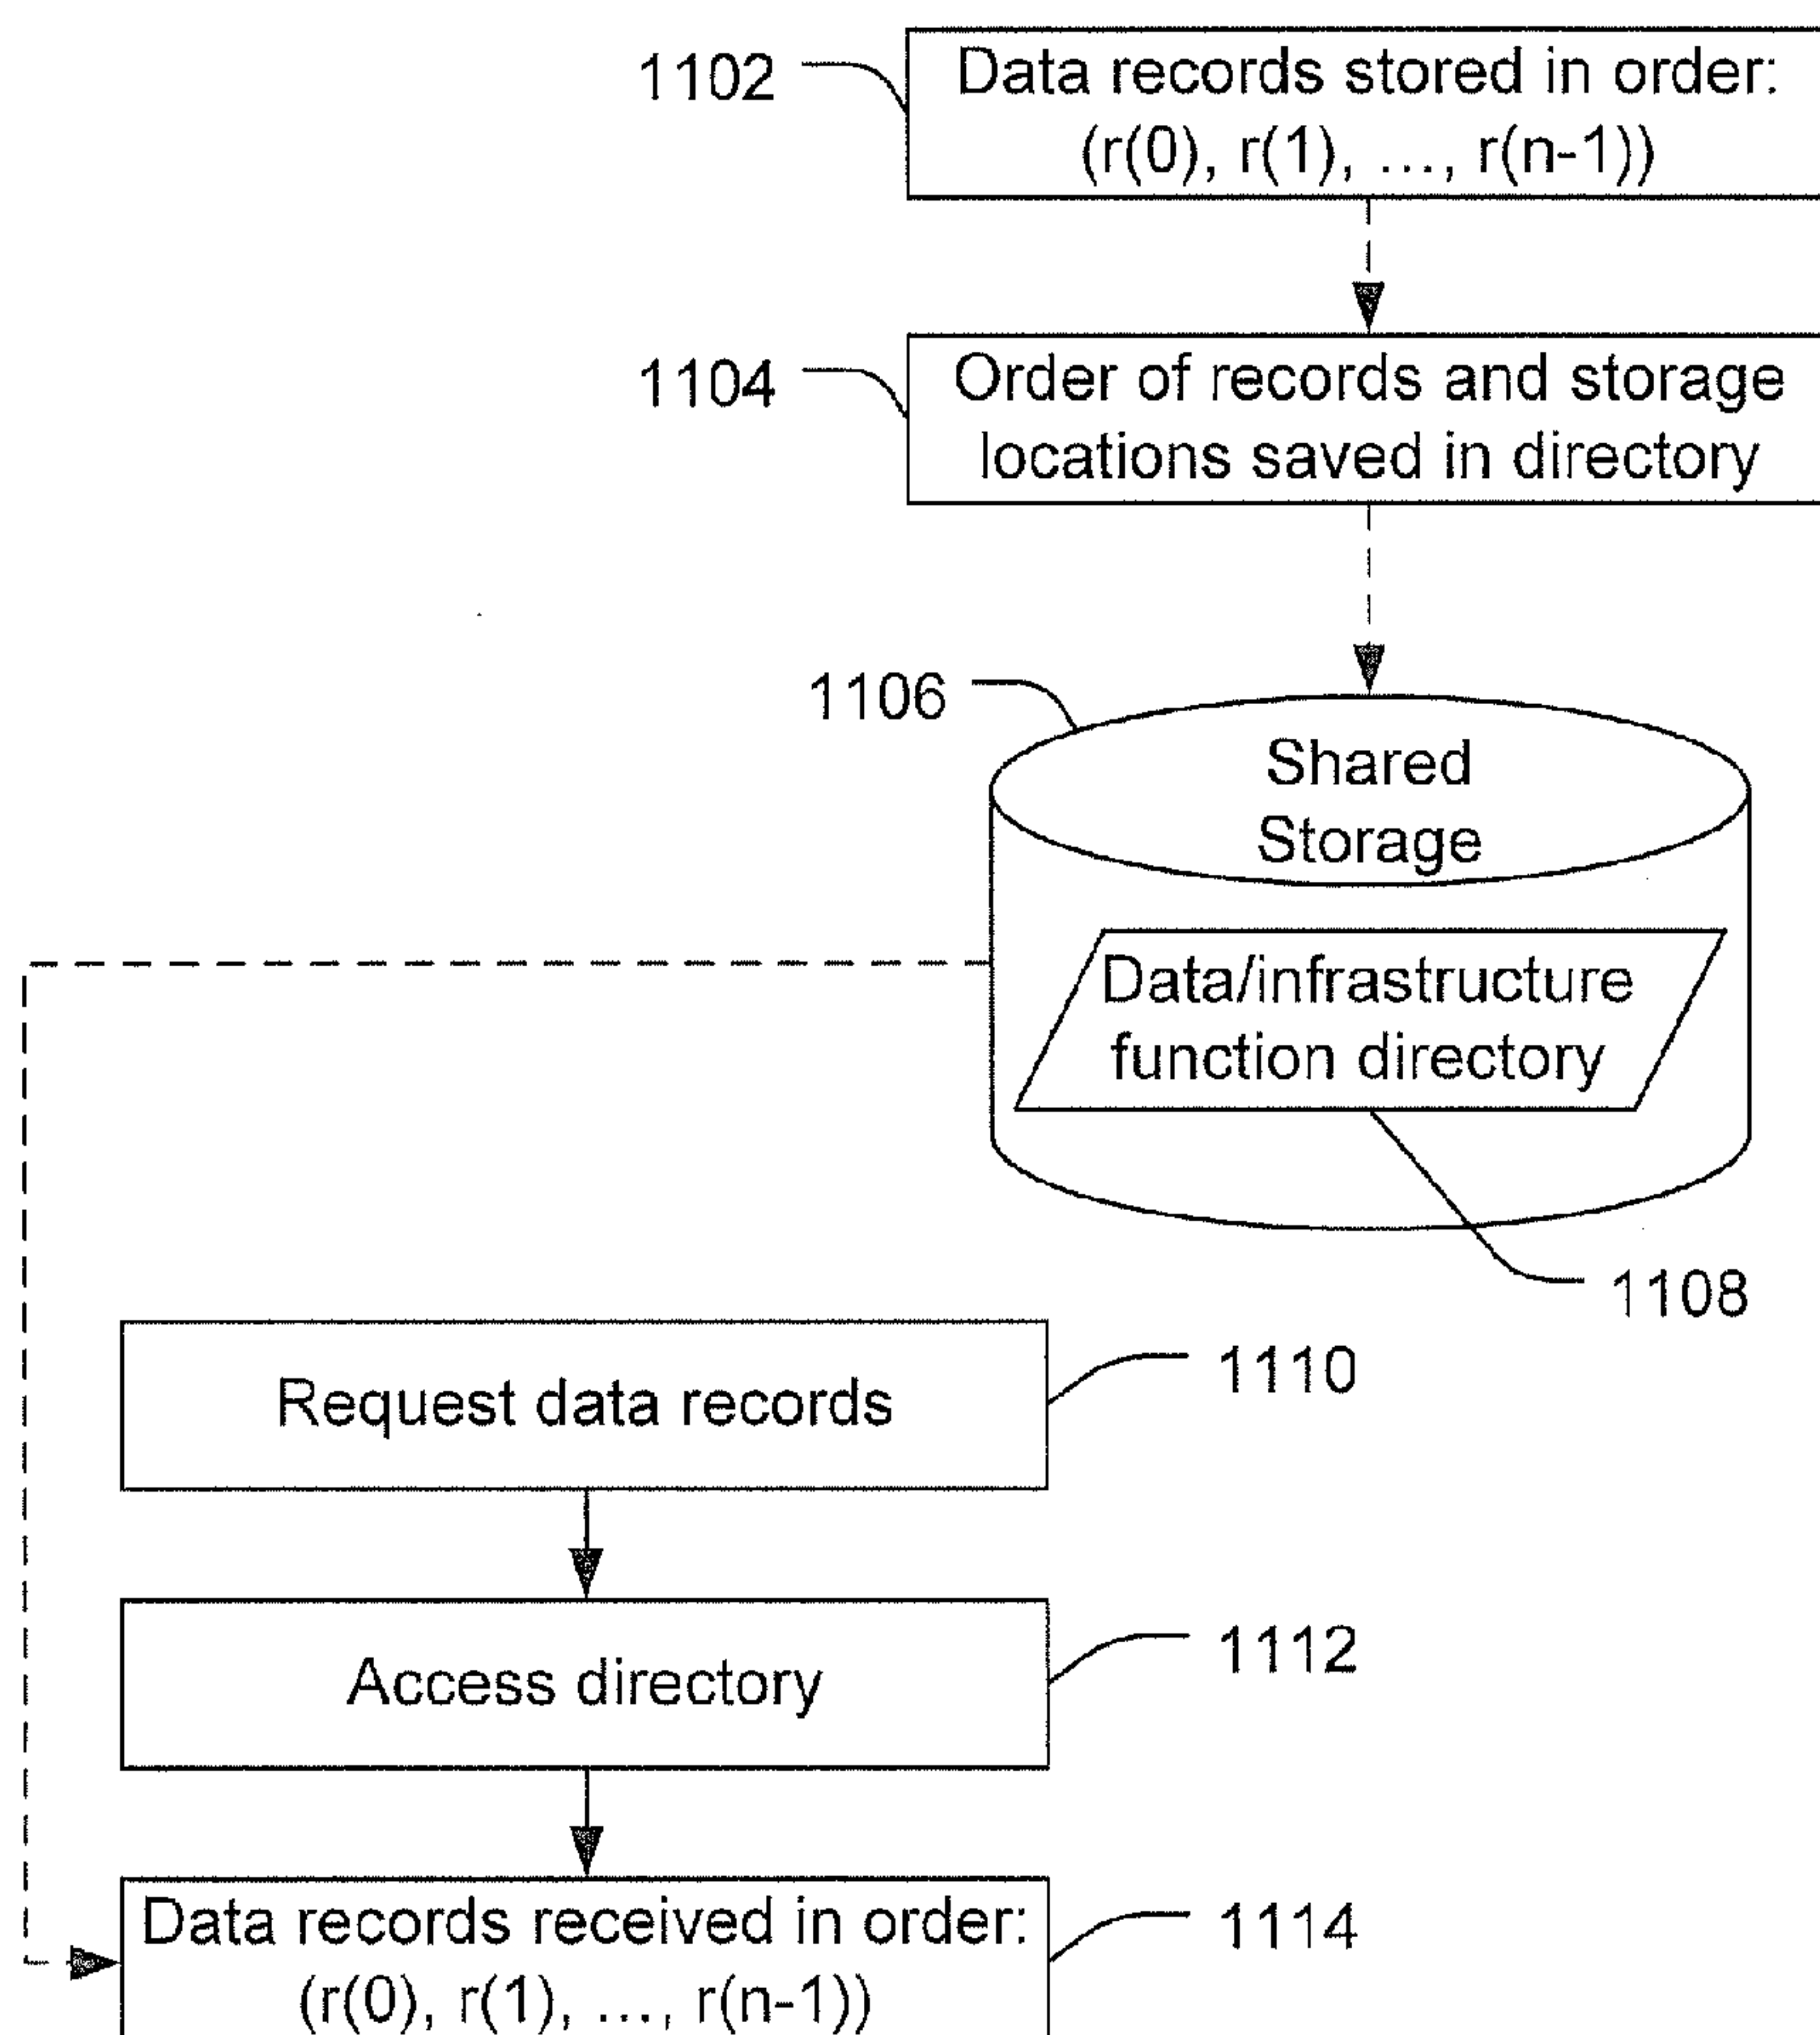 1102
Data records stored in order:
(r(0), r(1), ..., r(n-1))
1104
Order of records and storage
locations saved in directory
1106
Shared
Storage
Data/infrastructure
function directory
1108
Request data records
1110
Access directory
1112
Data records received in order:
(r(0), r(1), ..., r(n-1))
1114